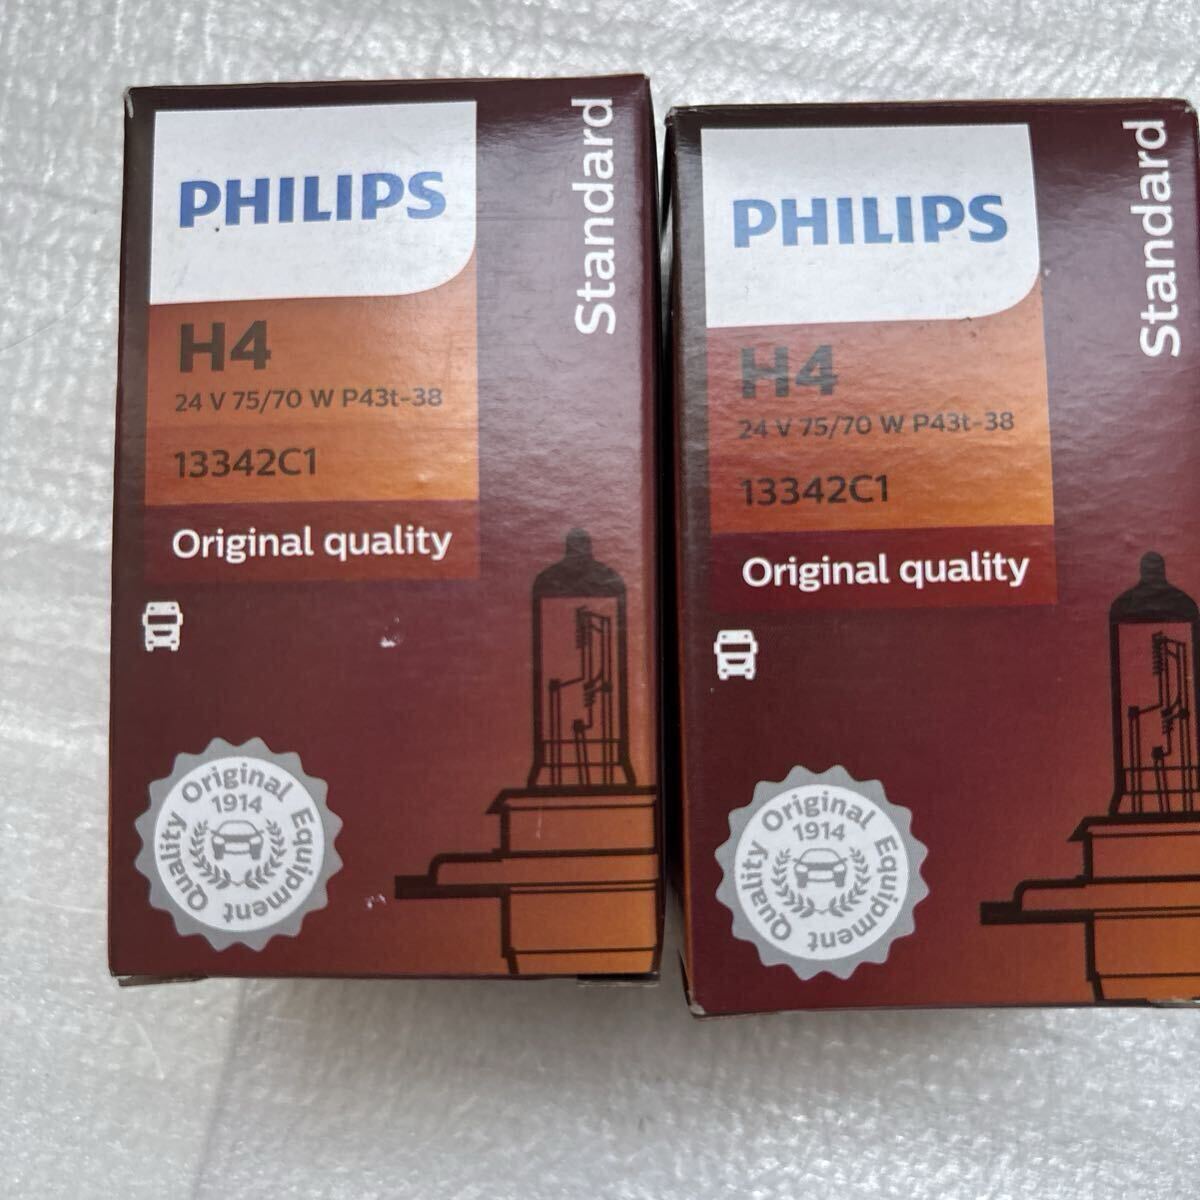 PHILIPS
Standard
H4
24 V 75/70 W P43t-38
13342C1
Original quality
Original Equipment Quality
1914
PHILIPS
Standard
H4
24 V 75/70 W P43t-38
13342C1
Original quality
Original Equipment Quality
1914